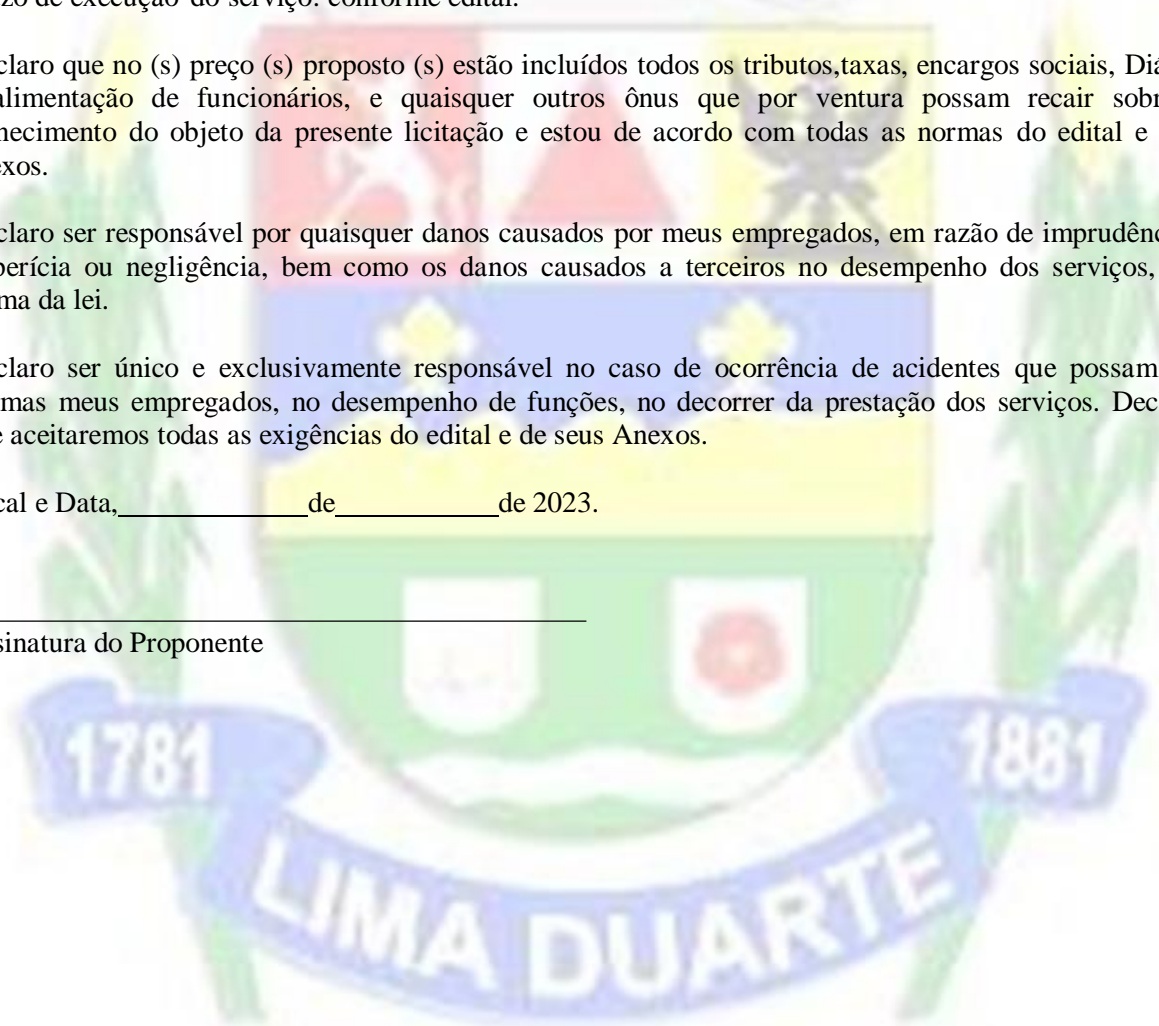 zo de execução do serviço: conforme edital.
claro que no (s) preço (s) proposto (s) estão incluídos todos os tributos,taxas, encargos sociais, Diá
alimentação de funcionários, e quaisquer outros ônus que por ventura possam recair sobr
necimento do objeto da presente licitação e estou de acordo com todas as normas do edital e
exos.
claro ser responsável por quaisquer danos causados por meus empregados, em razão de imprudênc
perícia ou negligência, bem como os danos causados a terceiros no desempenho dos serviços,
ma da lei.
claro ser único e exclusivamente responsável no caso de ocorrência de acidentes que possam
mas meus empregados, no desempenho de funções, no decorrer da prestação dos serviços. Dec
e aceitaremos todas as exigências do edital e de seus Anexos.
cal e Data,_____________de___________de 2023.
sinatura do Proponente
1781
1881
LIMA DUARTE